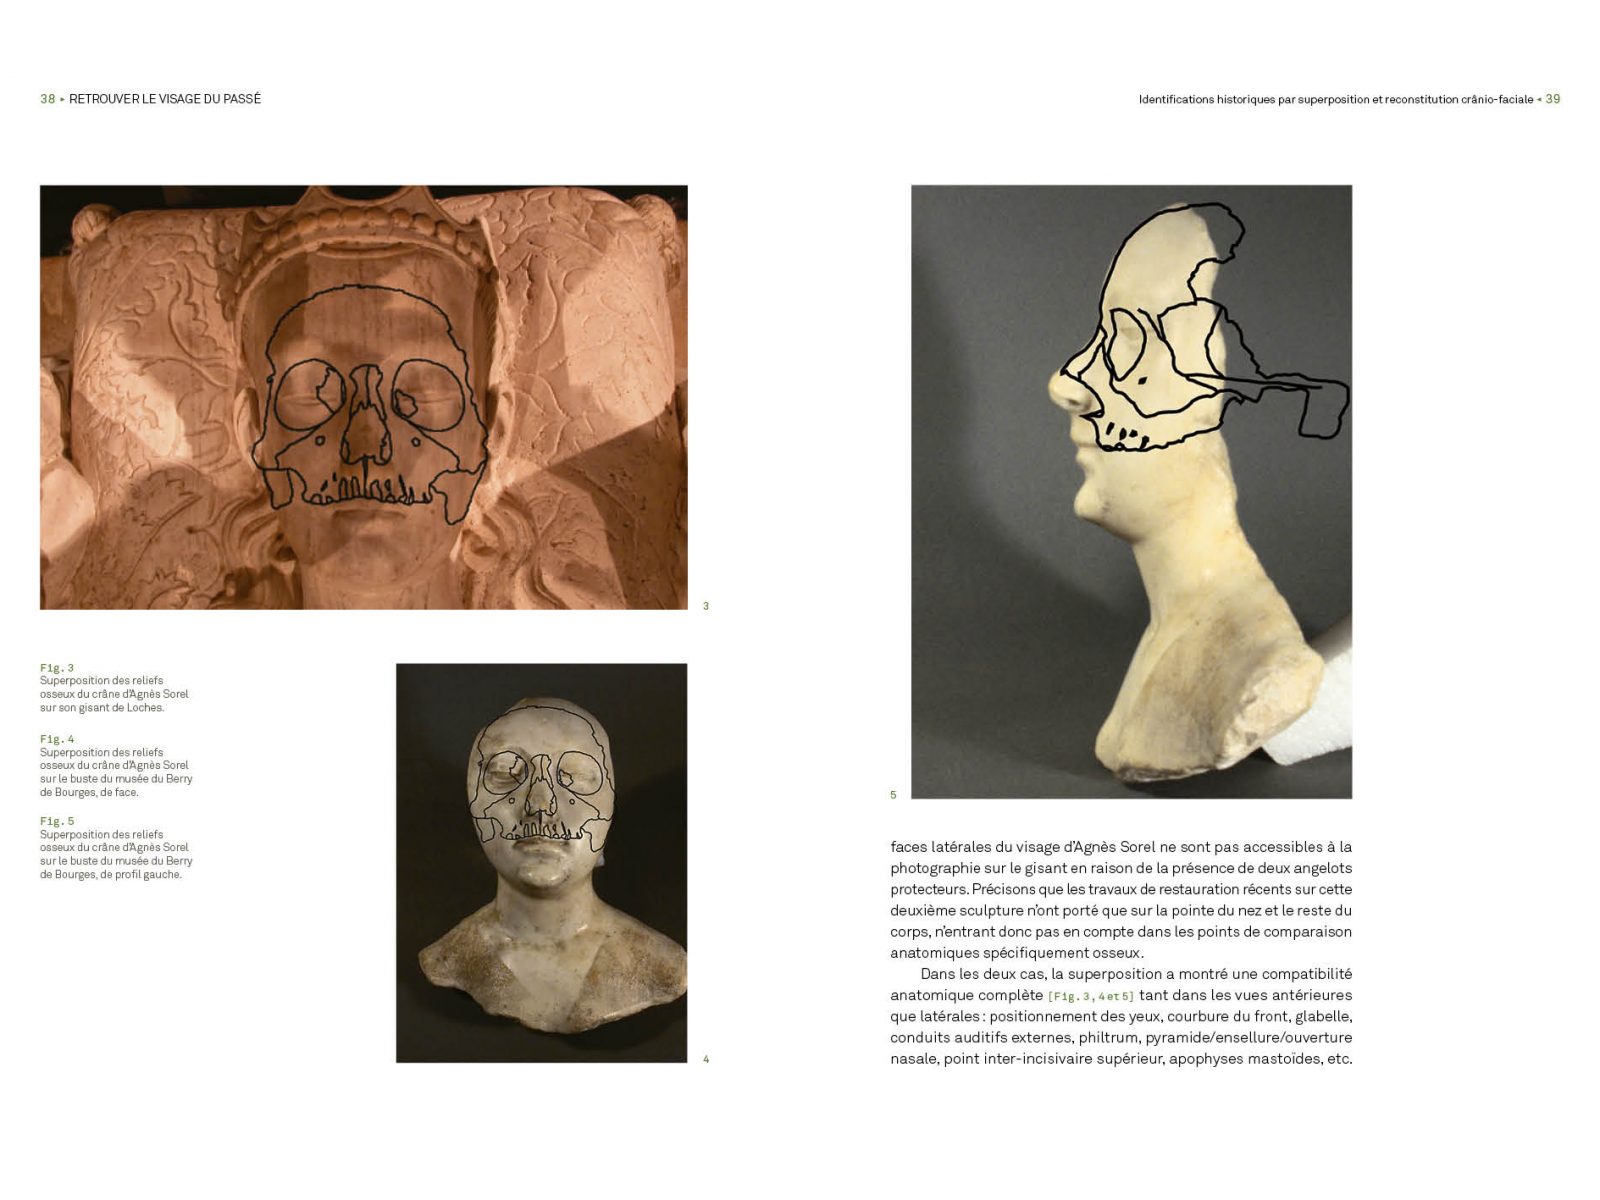 38 ▸ RETROUVER LE VISAGE DU PASSÉ
3
Fig. 3
Superposition des reliefs
osseux du crâne d'Agnès Sorel
sur son gisant de Loches.
Fig. 4
Superposition des reliefs
osseux du crâne d'Agnès Sorel
sur le buste du musée du Berry
de Bourges, de face.
Fig. 5
Superposition des reliefs
osseux du crâne d'Agnès Sorel
sur le buste du musée du Berry
de Bourges, de profil gauche.
4
Identifications historiques par superposition et reconstitution crânio-faciale ◂ 39
5
faces latérales du visage d'Agnès Sorel ne sont pas accessibles à la
photographie sur le gisant en raison de la présence de deux angelots
protecteurs. Précisons que les travaux de restauration récents sur cette
deuxième sculpture n'ont porté que sur la pointe du nez et le reste du
corps, n'entrant donc pas en compte dans les points de comparaison
anatomiques spécifiquement osseux.
Dans les deux cas, la superposition a montré une compatibilité
anatomique complète [Fig. 3, 4 et 5] tant dans les vues antérieures
que latérales : positionnement des yeux, courbure du front, glabelle,
conduits auditifs externes, philtrum, pyramide/ensellure/ouverture
nasale, point inter-incisivaire supérieur, apophyses mastoïdes, etc.